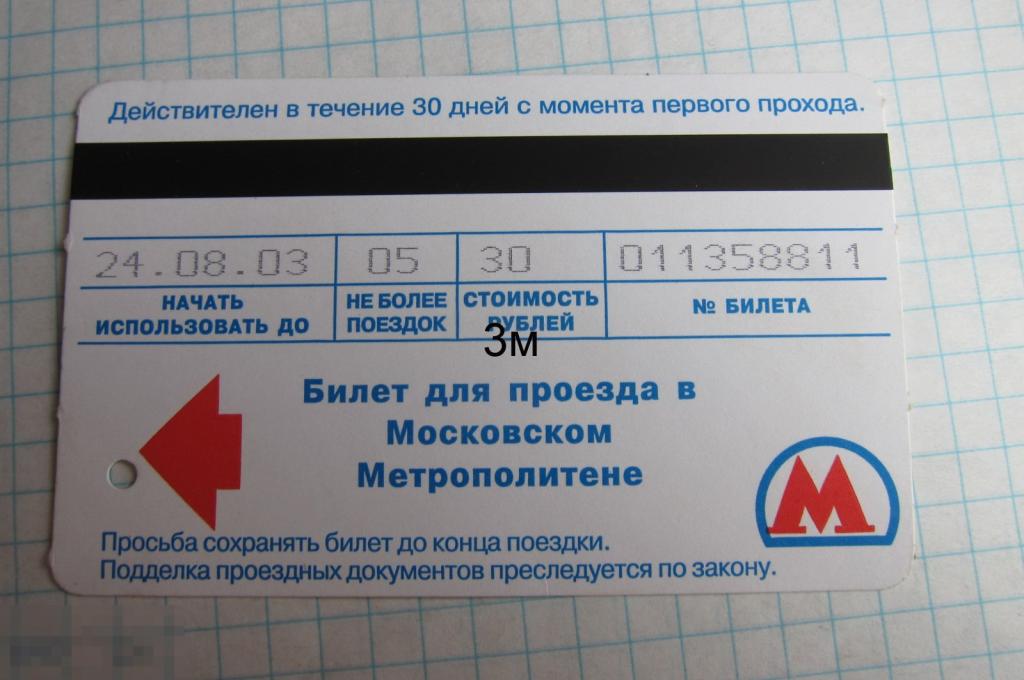 Действителен в течение 30 дней с момента первого прохода.
24.08.03 05 30 011358811
НАЧАТЬ ИСПОЛЬЗОВАТЬ ДО
НЕ БОЛЕЕ ПОЕЗДОК
СТОИМОСТЬ РУБЛЕЙ
№ БИЛЕТА
3м
Билет для проезда в
Московском
Метрополитене
М
Просьба сохранять билет до конца поездки.
Подделка проездных документов преследуется по закону.